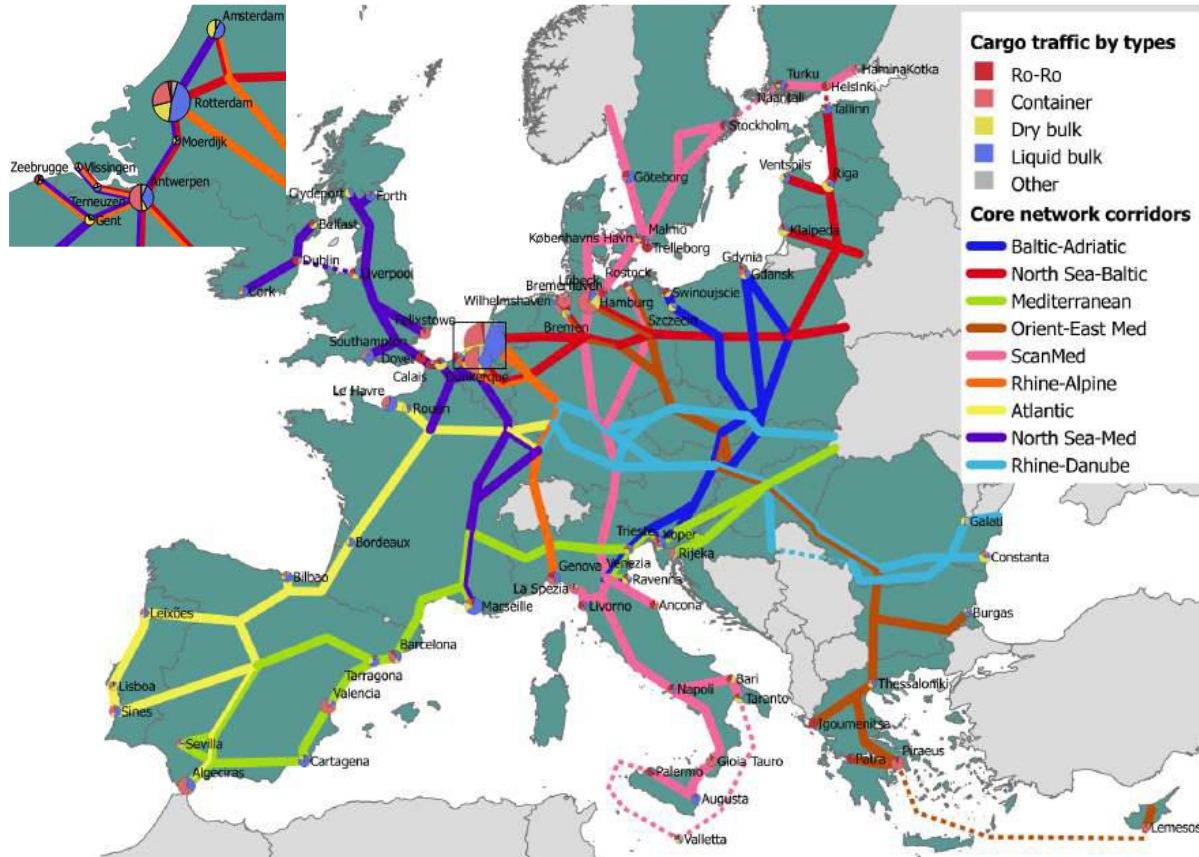 Amsterdam
Rotterdam
Moerdijk
Zeebrugge
Vlissingen
Antwerpen
Terneuzen
Gent
Cargo traffic by types
Ro-Ro
Container
Dry bulk
Liquid bulk
Other
Core network corridors
Baltic-Adriatic
North Sea-Baltic
Mediterranean
Orient-East Med
ScanMed
Rhine-Alpine
Atlantic
North Sea-Med
Rhine-Danube
Turku
HaminaKotka
Naantali
Helsinki
Tallinn
Stockholm
Ventspils
Riga
Göteborg
Klaipeda
Clydeport
Forth
Belfast
Københavns Havn
Malmö
Trelleborg
Dublin
Liverpool
Cork
Gdynia
Gdansk
Rostock
Lübeck
Bremerhaven
Swinoujscie
Wilhelmshaven
Hamburg
Felixstowe
Bremen
Szczecin
Southampton
Dover
Calais
Dunkerque
Le Havre
Rouen
Trieste
Koper
Rijeka
Galati
Constanta
Bordeaux
Genova
Venezia
La Spezia
Ravenna
Bilbao
Marseille
Livorno
Ancona
Leixões
Burgas
Barcelona
Tarragona
Valencia
Bari
Lisboa
Napoli
Taranto
Thessaloniki
Sines
Igoumenitsa
Sevilla
Piraeus
Patra
Cartagena
Gioia Tauro
Algeciras
Palermo
Augusta
Valletta
Lemesos